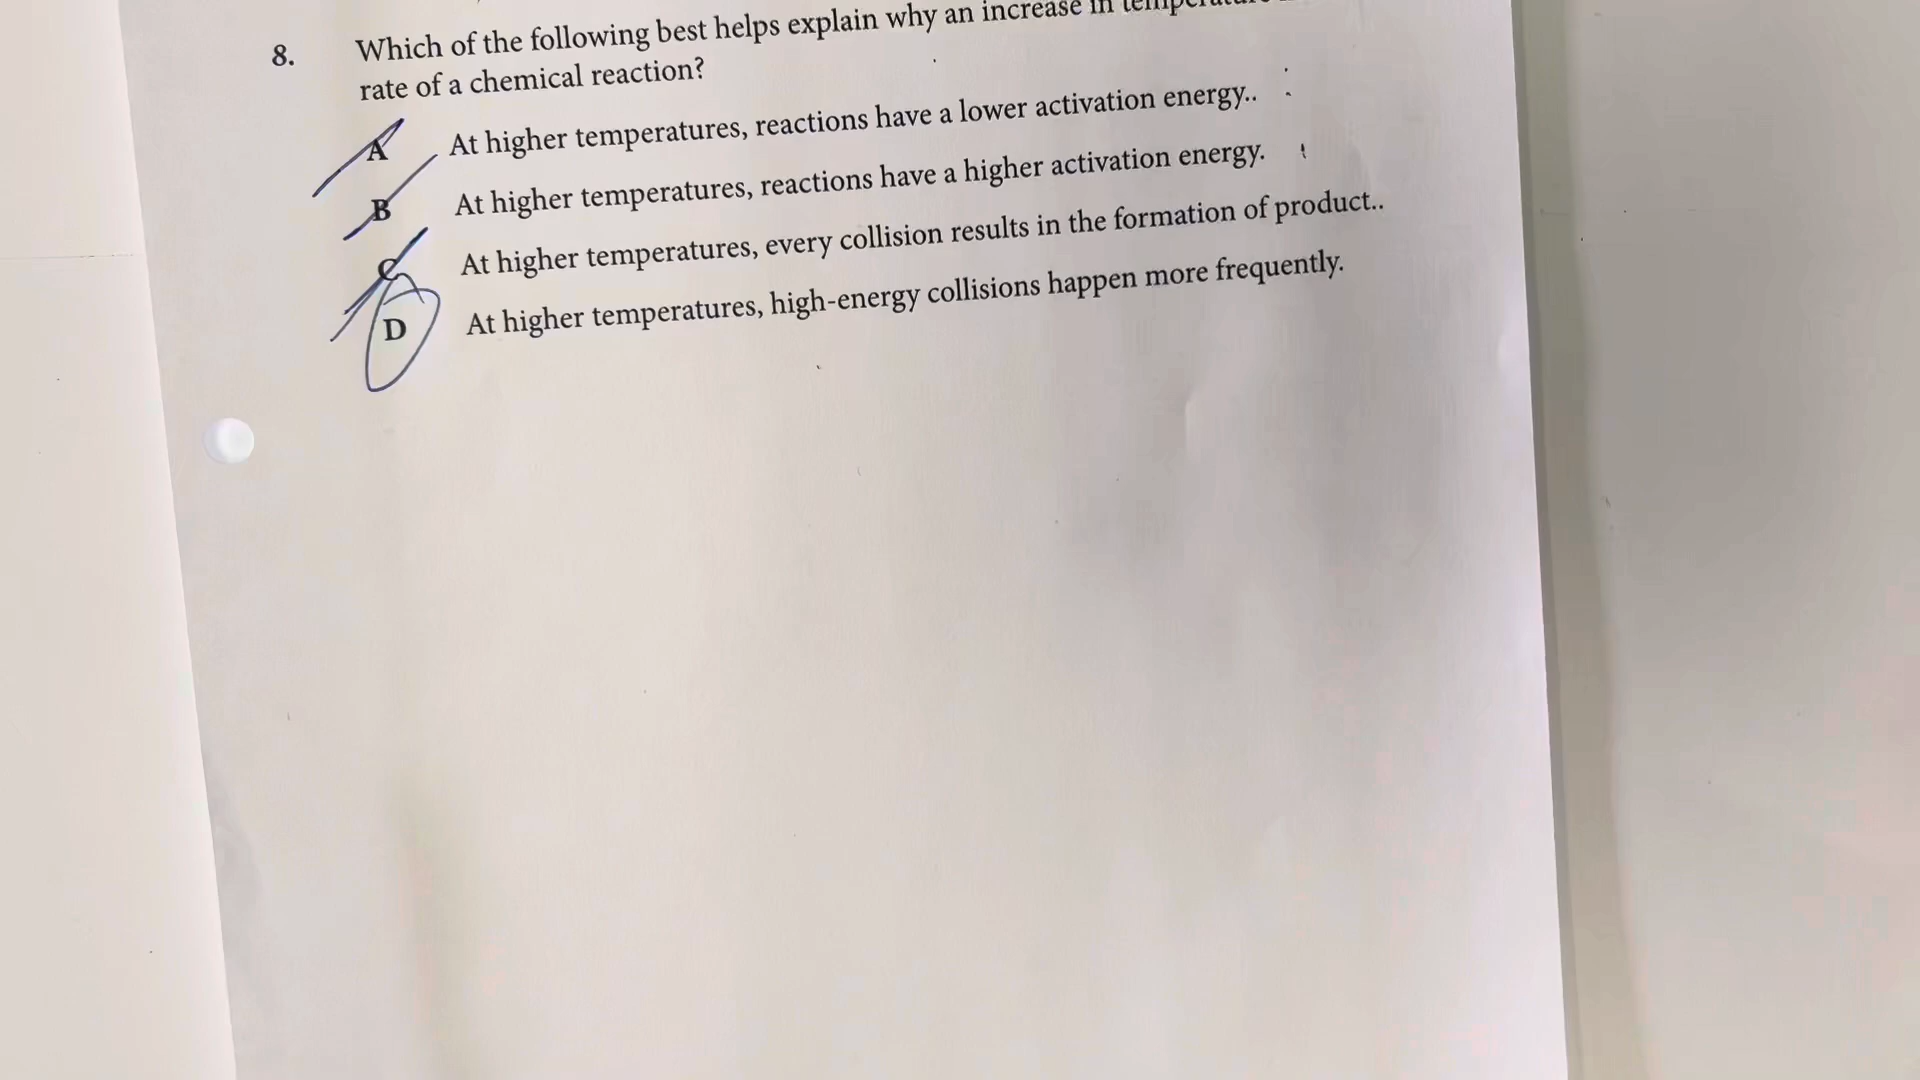 8. Which of the following best helps explain why an increase in temperature
rate of a chemical reaction?
A At higher temperatures, reactions have a lower activation energy..
B At higher temperatures, reactions have a higher activation energy.
C At higher temperatures, every collision results in the formation of product..
D At higher temperatures, high-energy collisions happen more frequently.